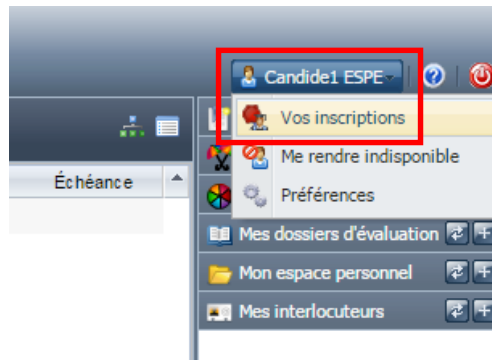 Candide1 ESPE
Vos inscriptions
Me rendre indisponible
Échéance
Préférences
Mes dossiers d'évaluation
Mon espace personnel
Mes interlocuteurs